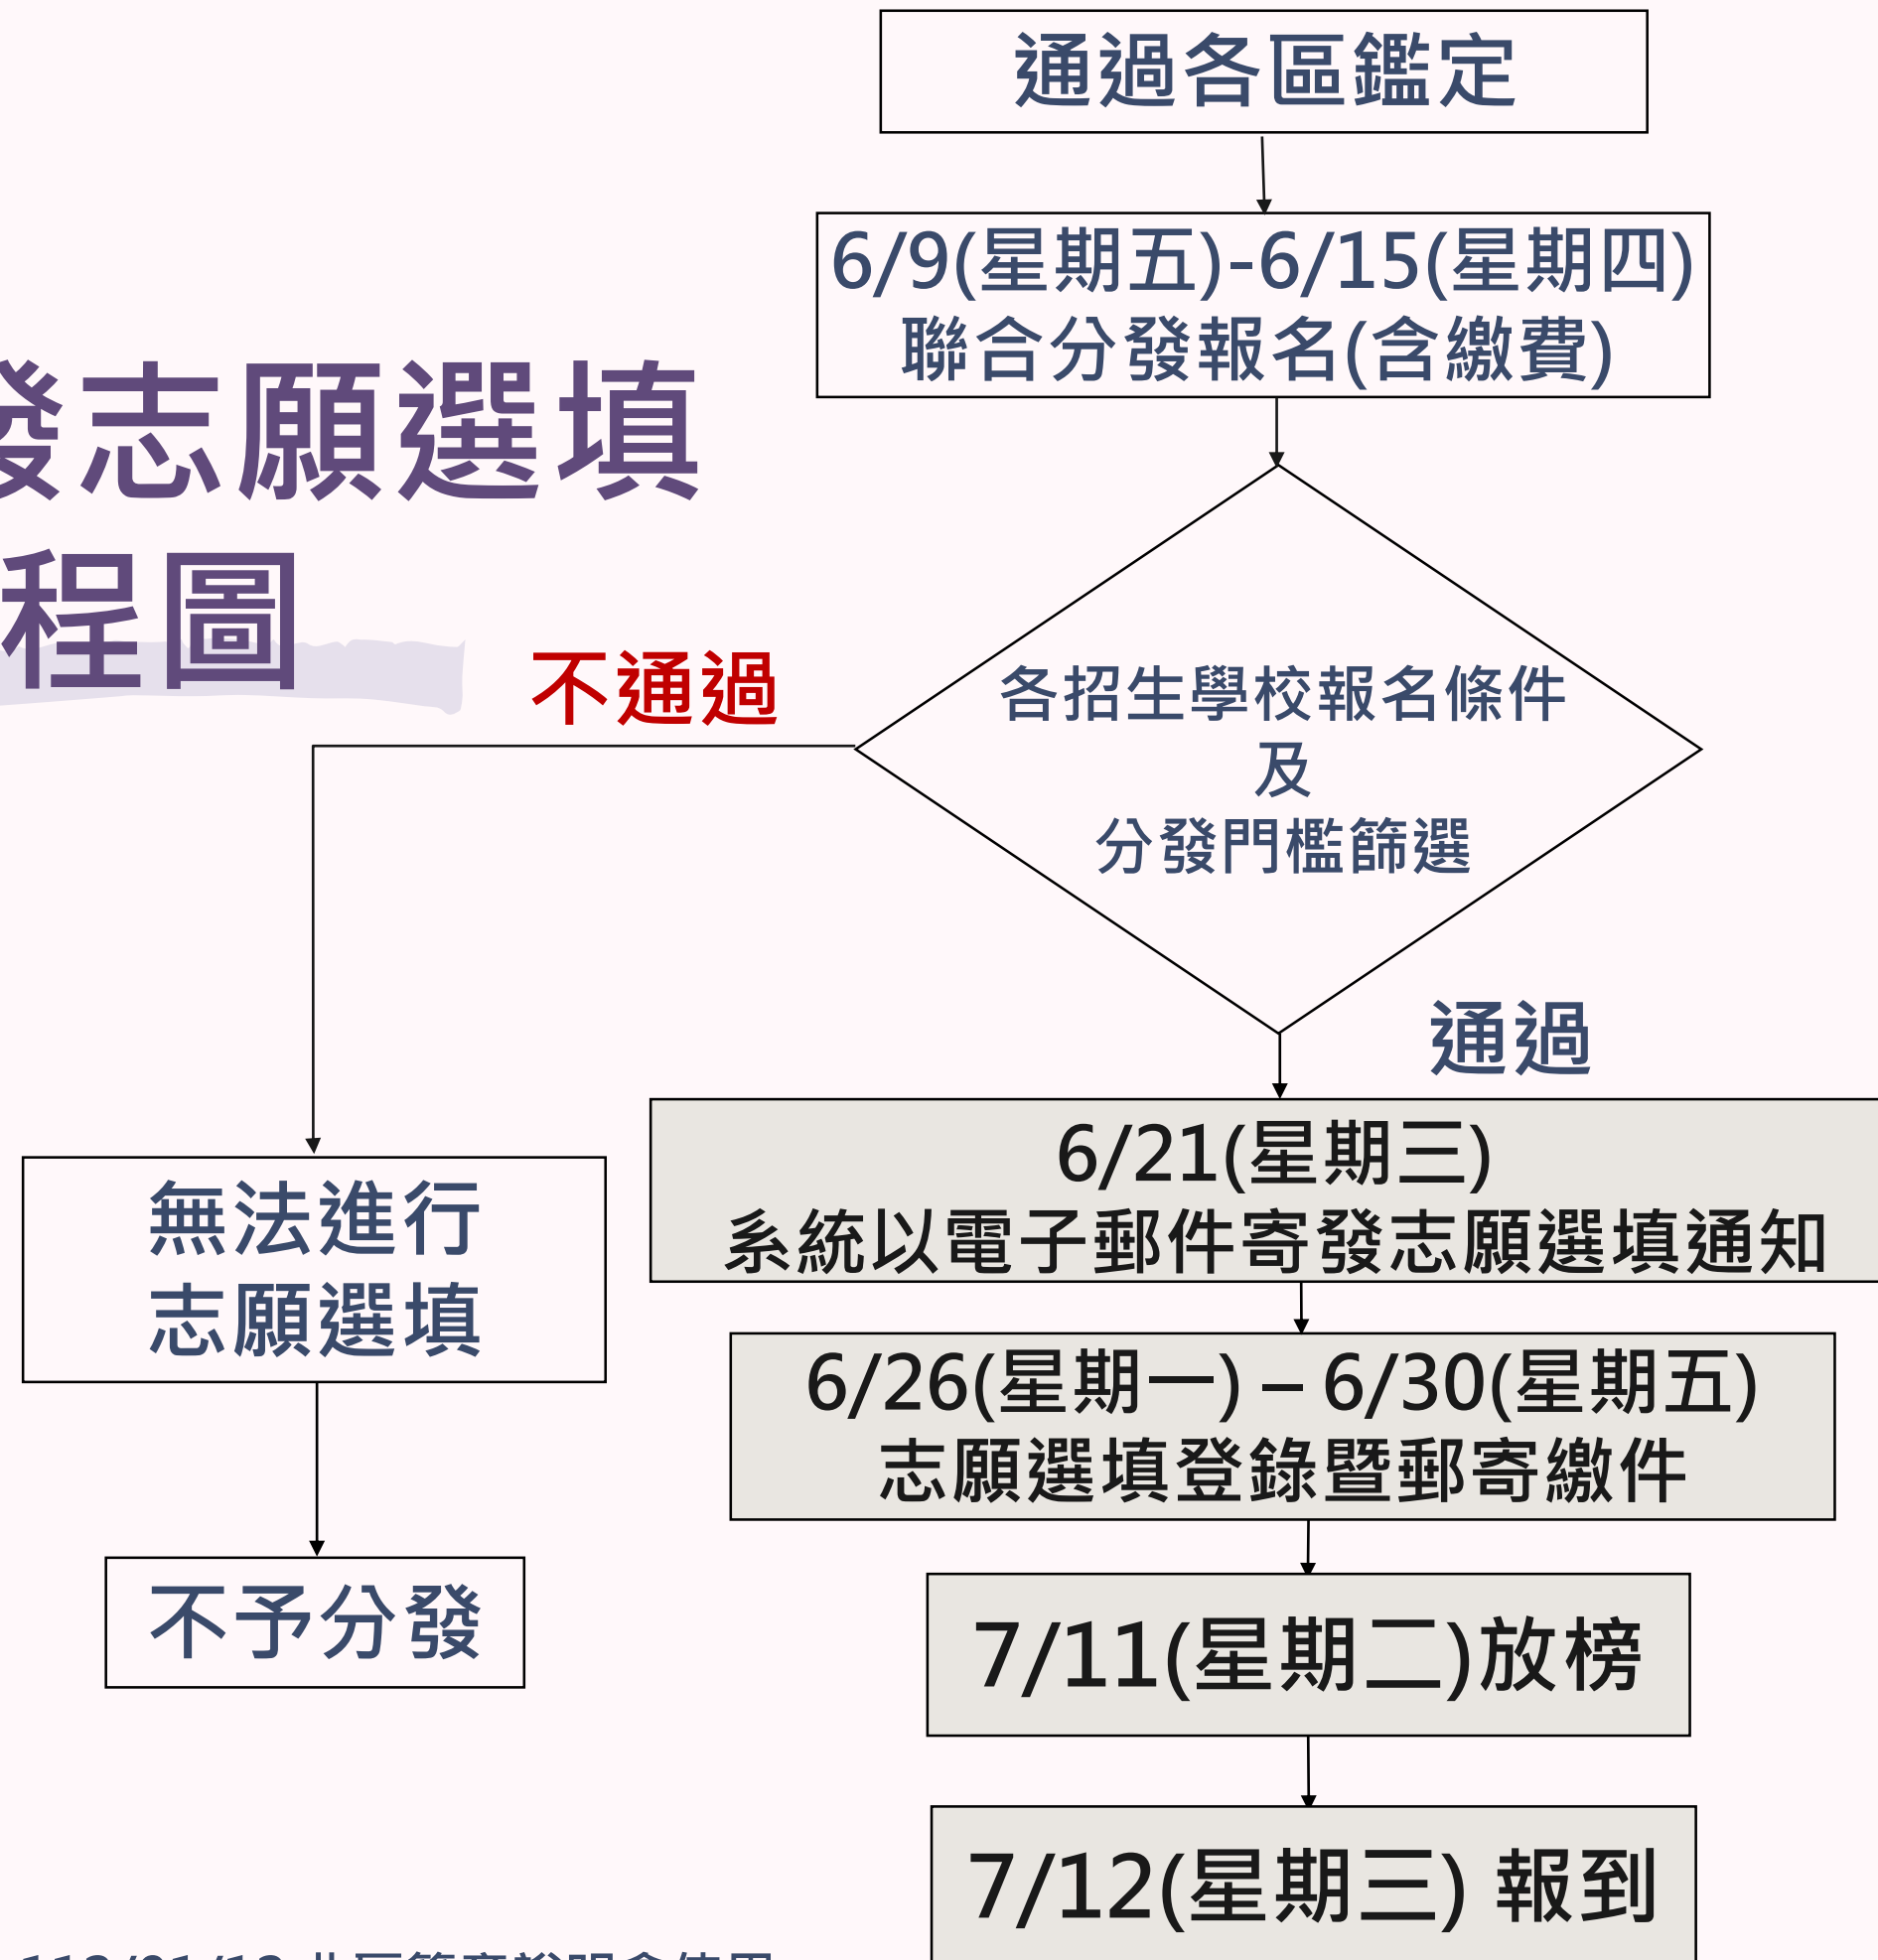 通過各區鑑定
6/9(星期五)-6/15(星期四)
聯合分發報名(含繳費)
發志願選填
程圖
不通過
各招生學校報名條件
及
分發門檻篩選
通過
6/21(星期三)
系統以電子郵件寄發志願選填通知
無法進行
志願選填
6/26(星期一) – 6/30(星期五)
志願選填登錄暨郵寄繳件
不予分發
7/11(星期二)放榜
7/12(星期三) 報到